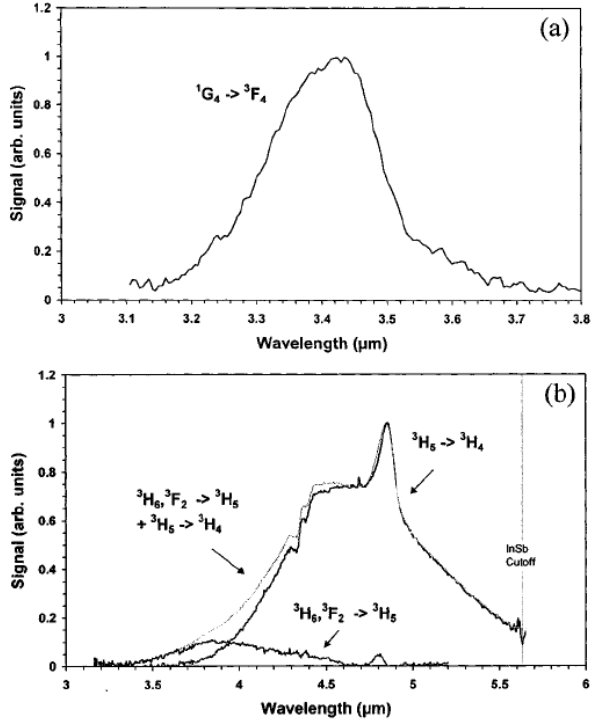 (a)
1.2
1
0.8
0.6
0.4
0.2
0
Signal (arb. units)
¹G₄ -> ³F₄
3 3.1 3.2 3.3 3.4 3.5 3.6 3.7 3.8
Wavelength (µm)
(b)
1.2
1
0.8
0.6
0.4
0.2
0
Signal (arb. units)
³H₅ -> ³H₄
³H₆,³F₂ -> ³H₅
+ ³H₅ -> ³H₄
InSb
Cutoff
³H₆,³F₂ -> ³H₅
3 3.5 4 4.5 5 5.5 6
Wavelength (µm)